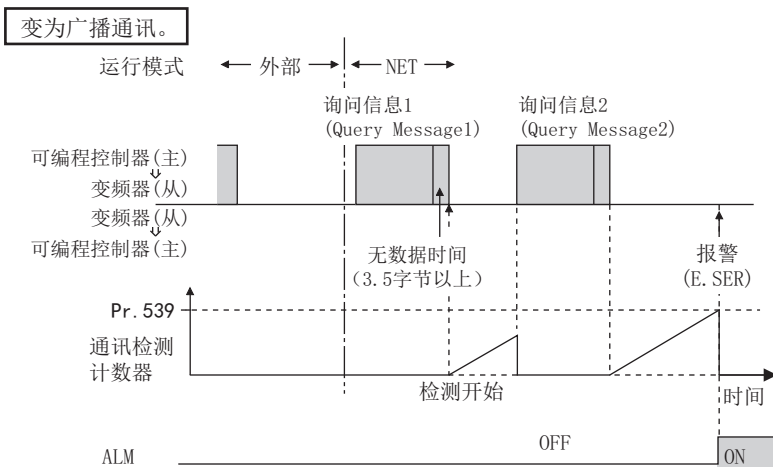 变为广播通讯。
运行模式
外部
NET
询问信息1
(Query Message1)
询问信息2
(Query Message2)
可编程控制器(主)
变频器(从)
变频器(从)
可编程控制器(主)
无数据时间
(3.5字节以上)
报警
(E.SER)
Pr.539
通讯检测
计数器
检测开始
时间
ALM
OFF
ON